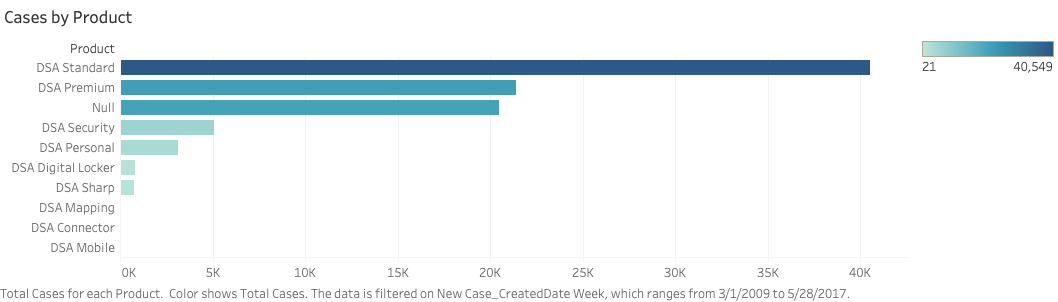 Cases by Product
Product
DSA Standard
DSA Premium
Null
DSA Security
DSA Personal
DSA Digital Locker
DSA Sharp
DSA Mapping
DSA Connector
DSA Mobile
0K 5K 10K 15K 20K 25K 30K 35K 40K
21 40,549
Total Cases for each Product.  Color shows Total Cases. The data is filtered on New Case_CreatedDate Week, which ranges from 3/1/2009 to 5/28/2017.